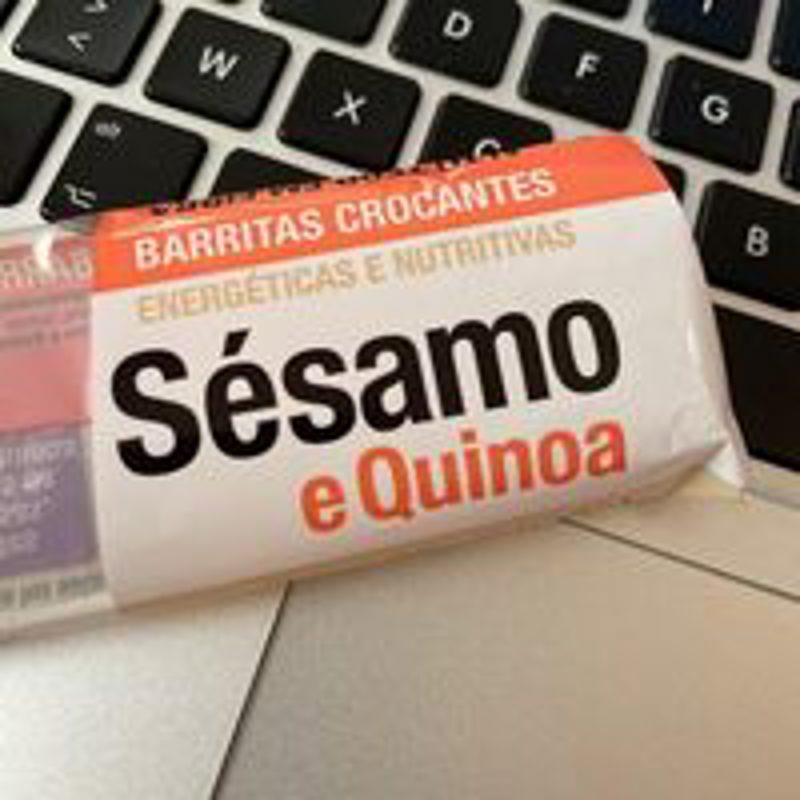 D
W
F
X
G
C
B
BARRITAS CROCANTES
ENERGÉTICAS E NUTRITIVAS
Sésamo
e Quinoa